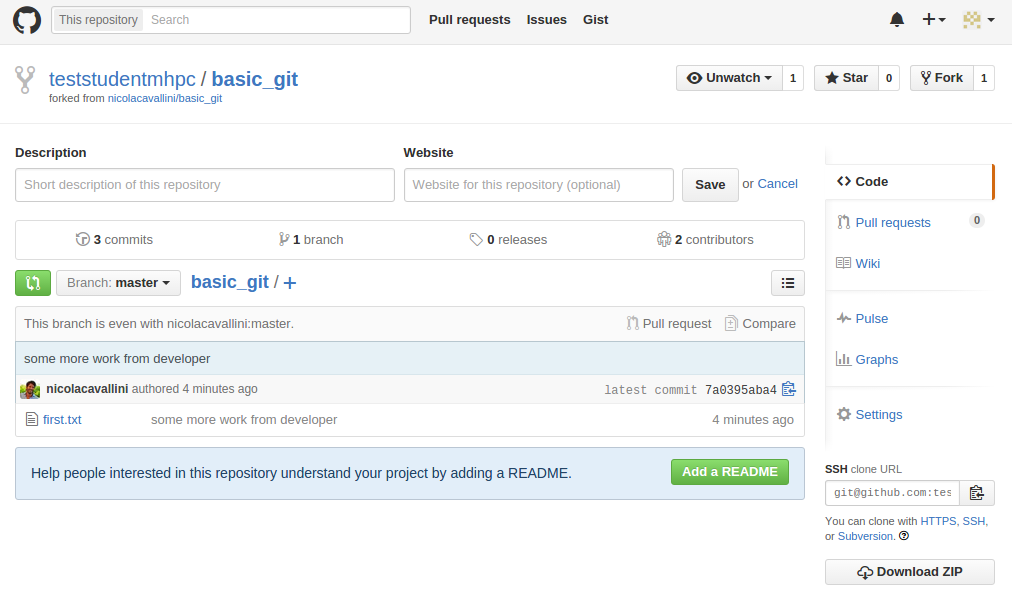 This repository Search Pull requests Issues Gist
teststudentmhpc / basic_git
forked from nicolacavallini/basic_git
Unwatch 1 Star 0 Fork 1
Description Website
Short description of this repository Website for this repository (optional) Save or Cancel
3 commits 1 branch 0 releases 2 contributors
Branch: master basic_git / +
This branch is even with nicolacavallini:master. Pull request Compare
some more work from developer
nicolacavallini authored 4 minutes ago latest commit 7a0395aba4
first.txt some more work from developer 4 minutes ago
Help people interested in this repository understand your project by adding a README. Add a README
Code
Pull requests 0
Wiki
Pulse
Graphs
Settings
SSH clone URL
git@github.com:tes
You can clone with HTTPS, SSH,
or Subversion.
Download ZIP